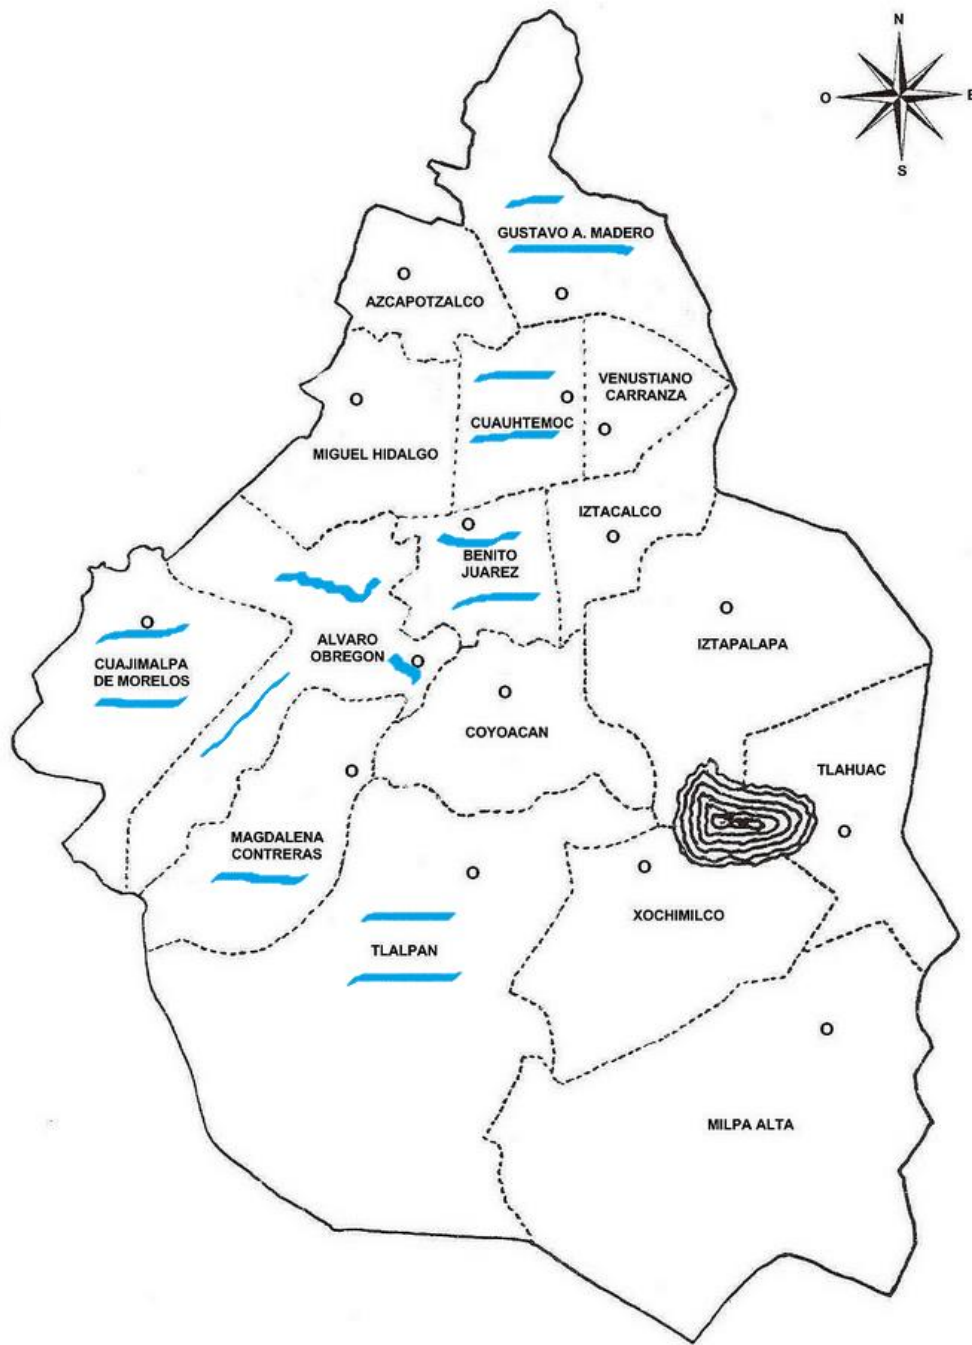 N
O
E
S
GUSTAVO A. MADERO
AZCAPOTZALCO
VENUSTIANO
CARRANZA
CUAUHTEMOC
MIGUEL HIDALGO
IZTACALCO
BENITO
JUAREZ
ALVARO
OBREGON
IZTAPALAPA
CUAJIMALPA
DE MORELOS
COYOACAN
TLAHUAC
MAGDALENA
CONTRERAS
XOCHIMILCO
TLALPAN
MILPA ALTA